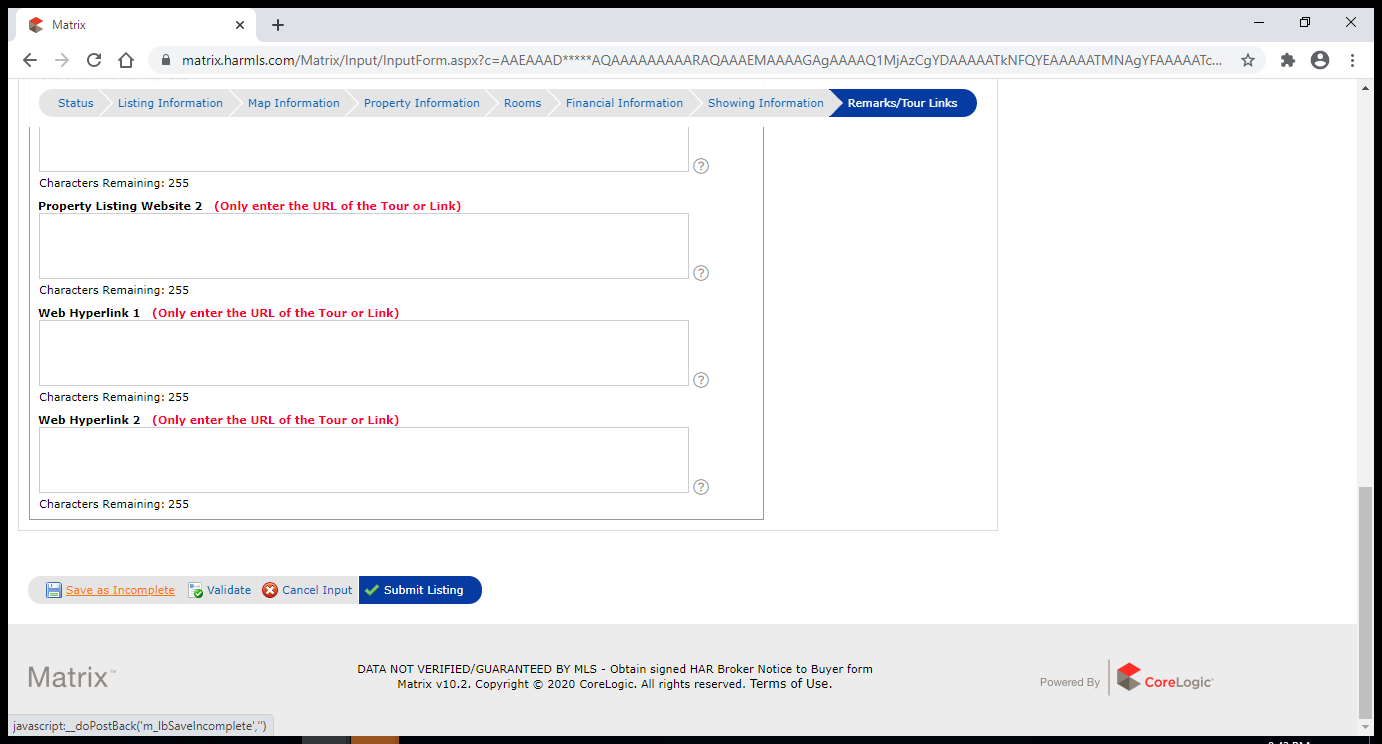 Matrix
matrix.harmls.com/Matrix/Input/InputForm.aspx?c=AAEAAAD*****AQAAAAAAAAARAQAAAEMAAAAGAgAAAAQ1MjAzCgYDAAAAATkNFQYEAAAAATMNAgYFAAAAATc...
Status Listing Information Map Information Property Information Rooms Financial Information Showing Information Remarks/Tour Links
?
Characters Remaining: 255
Property Listing Website 2 (Only enter the URL of the Tour or Link)
?
Characters Remaining: 255
Web Hyperlink 1 (Only enter the URL of the Tour or Link)
?
Characters Remaining: 255
Web Hyperlink 2 (Only enter the URL of the Tour or Link)
?
Characters Remaining: 255
Save as Incomplete Validate Cancel Input Submit Listing
Matrix™
DATA NOT VERIFIED/GUARANTEED BY MLS - Obtain signed HAR Broker Notice to Buyer form
Matrix v10.2. Copyright © 2020 CoreLogic. All rights reserved. Terms of Use.
Powered By CoreLogic
javascript:__doPostBack('m_lbSaveIncomplete','')